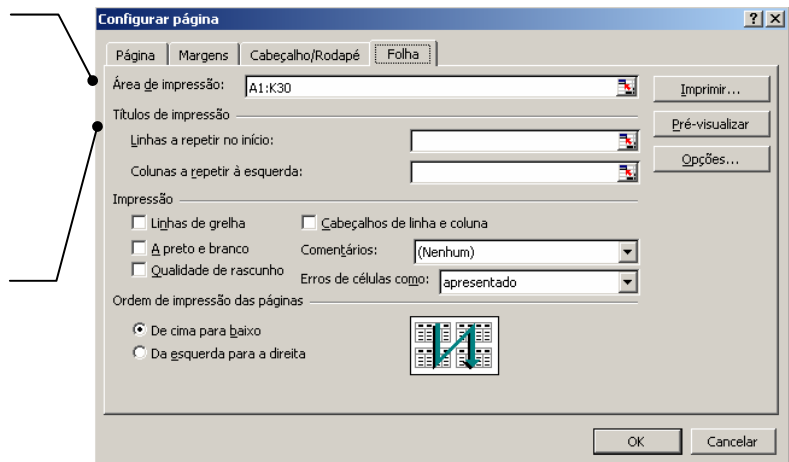 Configurar página
Página Margens Cabeçalho/Rodapé Folha
Área de impressão: A1:K30
Imprimir...
Títulos de impressão
Pré-visualizar
Linhas a repetir no início:
Opções...
Colunas a repetir à esquerda:
Impressão
Linhas de grelha
Cabeçalhos de linha e coluna
A preto e branco
Comentários: (Nenhum)
Qualidade de rascunho
Erros de células como: apresentado
Ordem de impressão das páginas
De cima para baixo
Da esquerda para a direita
OK Cancelar